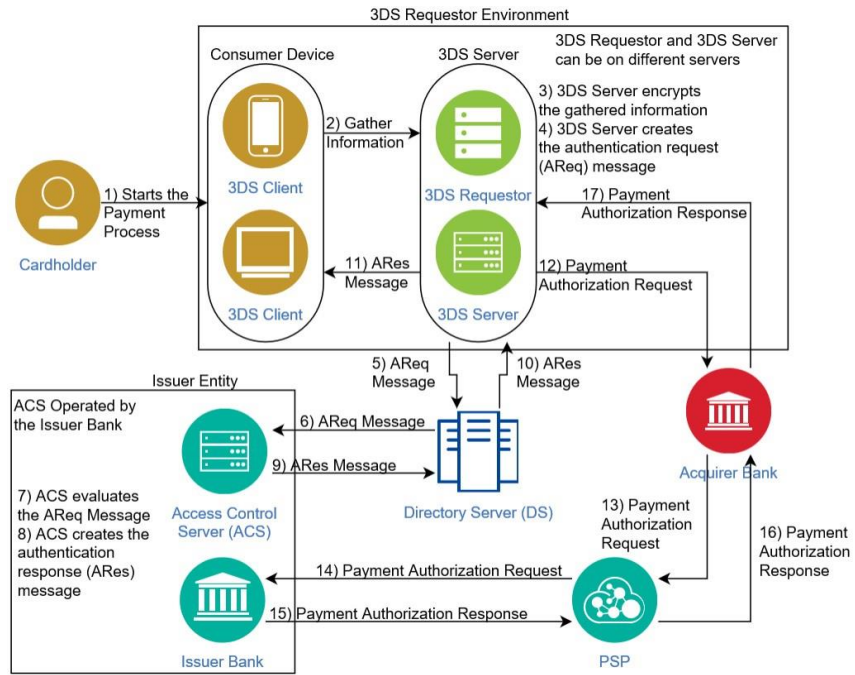 3DS Requestor Environment
Consumer Device
3DS Server
3DS Requestor and 3DS Server
can be on different servers
3) 3DS Server encrypts
the gathered information
4) 3DS Server creates
the authentication request
(AReq) message
2) Gather
Information
3DS Client
3DS Requestor
1) Starts the
Payment
Process
Cardholder
17) Payment
Authorization Response
11) ARes
Message
12) Payment
Authorization Request
3DS Client
3DS Server
5) AReq
Message
10) ARes
Message
Issuer Entity
ACS Operated by
the Issuer Bank
6) AReq Message
9) ARes Message
Acquirer Bank
7) ACS evaluates
the AReq Message
8) ACS creates the
authentication
response (ARes)
message
Access Control
Server (ACS)
Directory Server (DS)
13) Payment
Authorization
Request
16) Payment
Authorization
Response
14) Payment Authorization Request
15) Payment Authorization Response
Issuer Bank
PSP